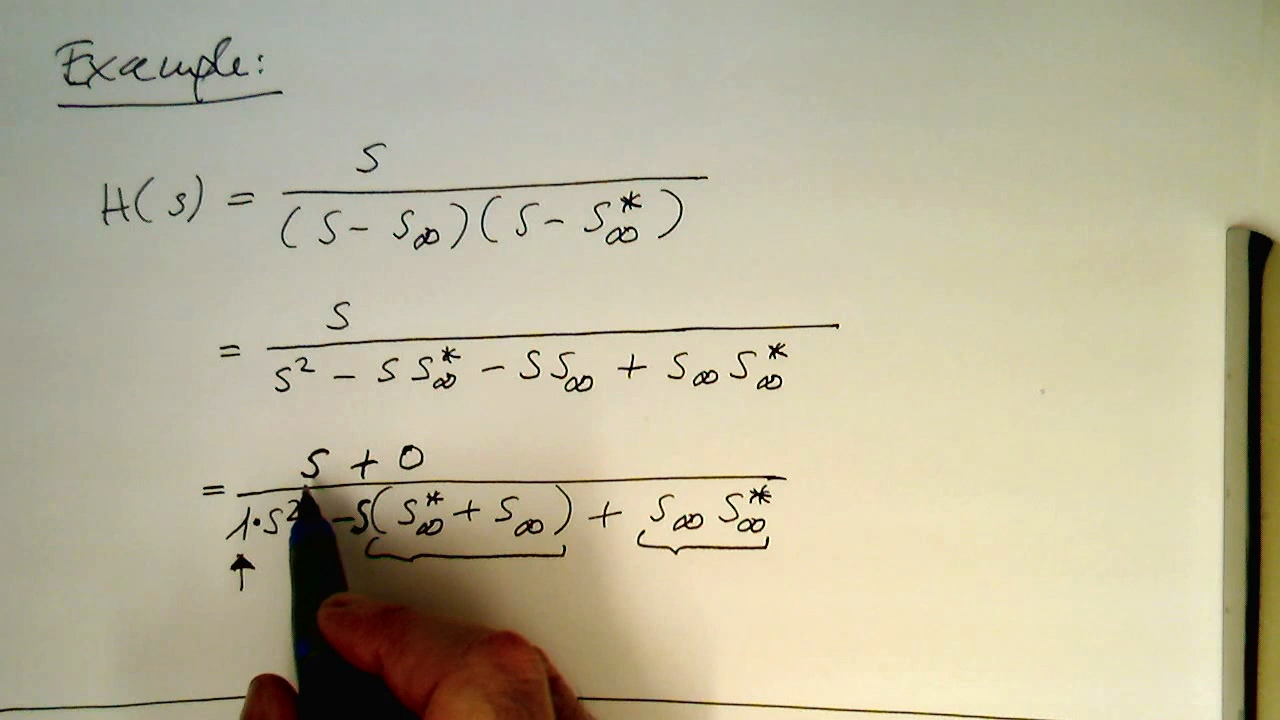 Example:
H(s) = s / ((s - s∞)(s - s∞*))
= s / (s² - s s∞* - s s∞ + s∞ s∞*)
= (s + 0) / (1·s² - s(s∞* + s∞) + s∞ s∞*)